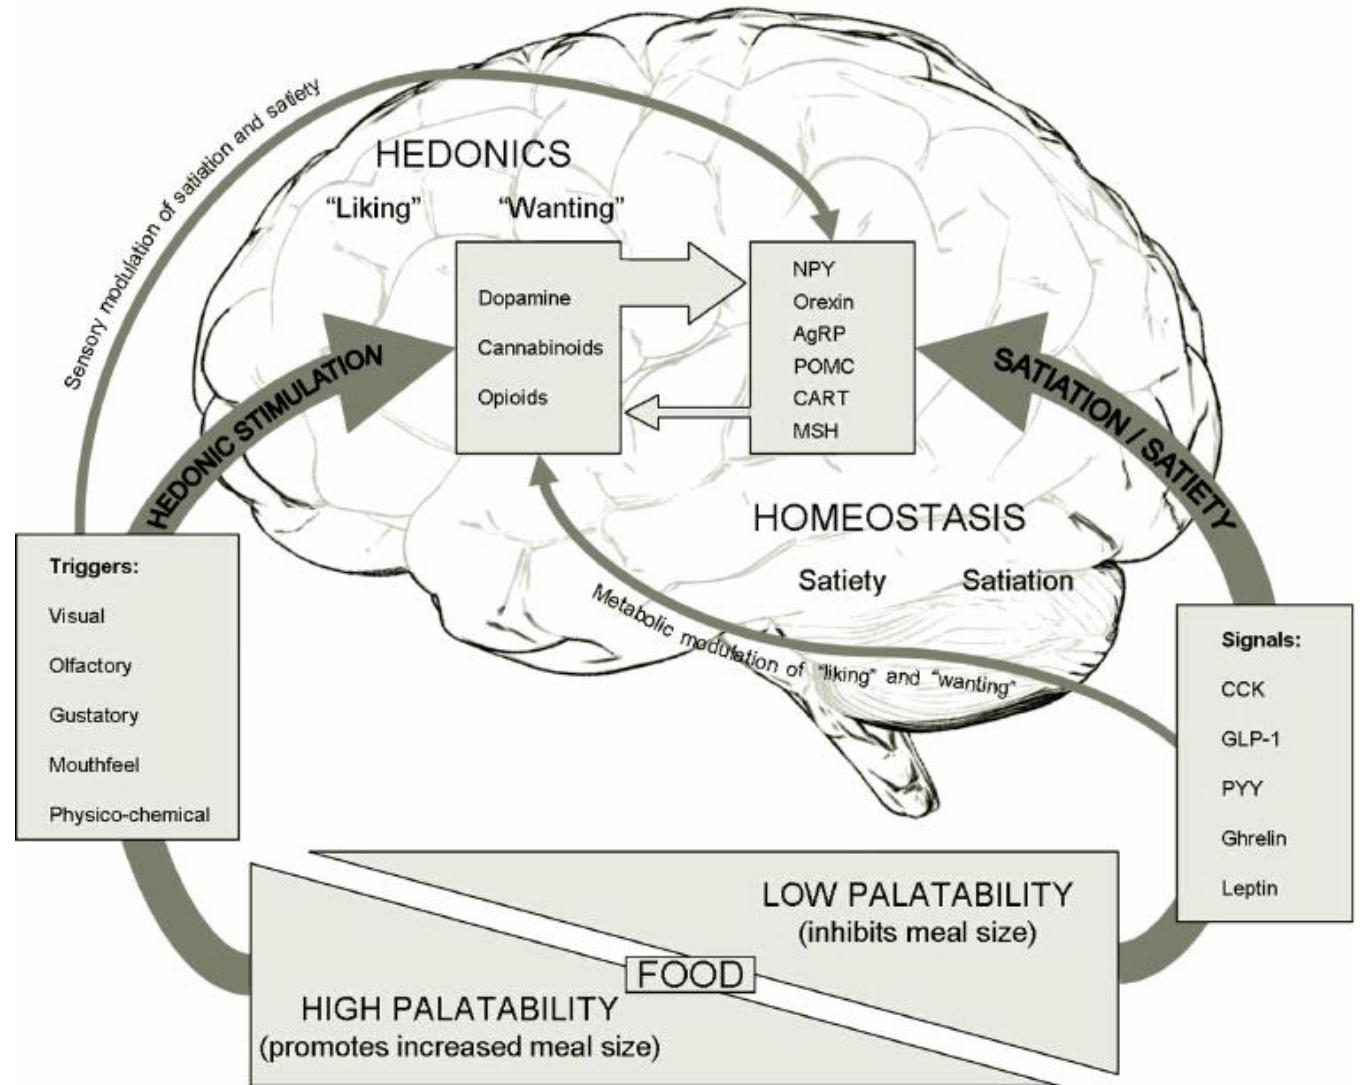 Sensory modulation of satiation and satiety
HEDONICS
“Liking” “Wanting”
Dopamine
Cannabinoids
Opioids
NPY
Orexin
AgRP
POMC
CART
MSH
HEDONIC STIMULATION
SATIATION / SATIETY
HOMEOSTASIS
Satiety Satiation
Metabolic modulation of “liking” and “wanting”
Triggers:
Visual
Olfactory
Gustatory
Mouthfeel
Physico-chemical
Signals:
CCK
GLP-1
PYY
Ghrelin
Leptin
LOW PALATABILITY
(inhibits meal size)
FOOD
HIGH PALATABILITY
(promotes increased meal size)